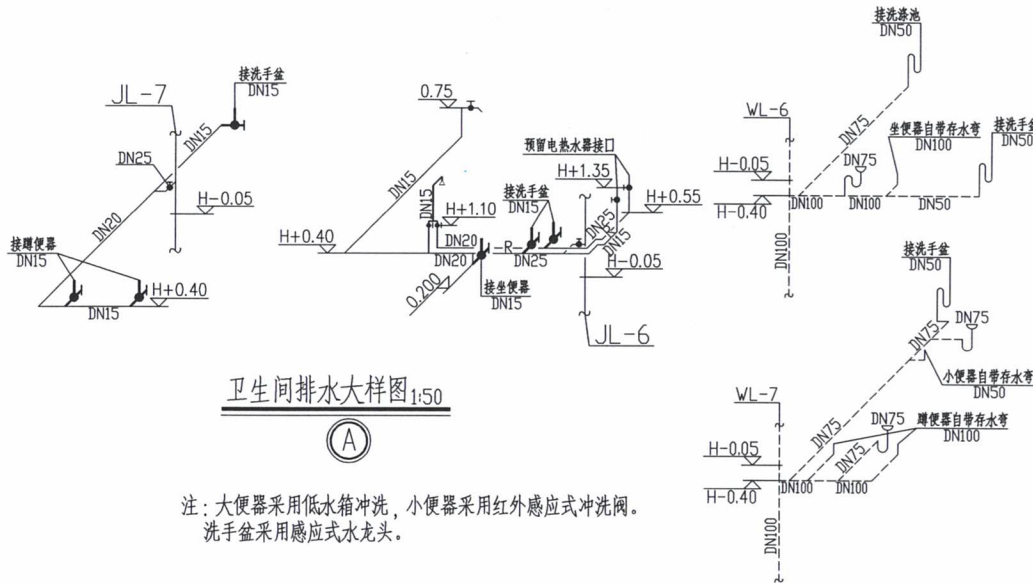 接洗手盆
DN15
JL-7
DN15
DN25
H-0.05
DN20
接蹲便器
DN15
H+0.40
DN15
0.75
DN15
预留电热水器接口
H+1.35
接洗手盆
DN15
H+0.55
DN15
H+1.10
DN25
DN15
H+0.40
DN20
DN20
-R-
DN25
H-0.05
0.200
接坐便器
DN15
JL-6
接洗涤池
DN50
WL-6
DN75
坐便器自带存水弯
DN100
接洗手盆
DN50
DN75
H-0.05
H-0.40
DN100
DN100
DN50
DN100
接洗手盆
DN50
DN75
DN75
小便器自带存水弯
DN50
WL-7
DN75
DN75
蹲便器自带存水弯
DN100
DN75
H-0.05
H-0.40
DN100
DN100
DN100
卫生间排水大样图 1:50
A
注：大便器采用低水箱冲洗，小便器采用红外感应式冲洗阀。
洗手盆采用感应式水龙头。